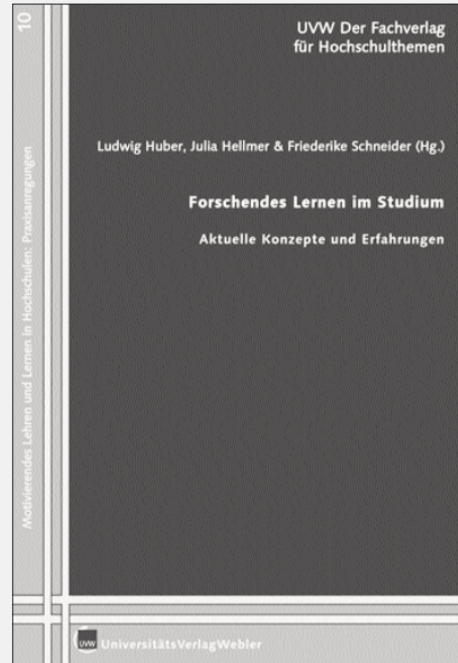 10
Motivierendes Lehren und Lernen in Hochschulen: Praxisanregungen
UVW Der Fachverlag
für Hochschulthemen
Ludwig Huber, Julia Hellmer & Friederike Schneider (Hg.)
Forschendes Lernen im Studium
Aktuelle Konzepte und Erfahrungen
UVW UniversitätsVerlagWebler